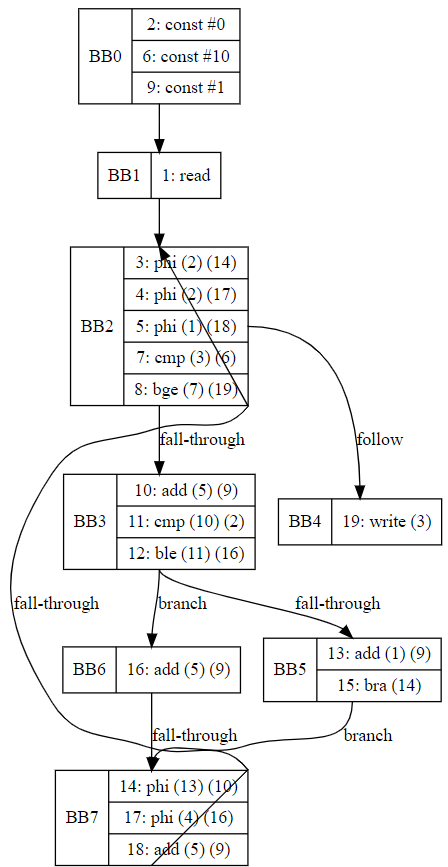 BB0
2: const #0
6: const #10
9: const #1
BB1
1: read
BB2
3: phi (2) (14)
4: phi (2) (17)
5: phi (1) (18)
7: cmp (3) (6)
8: bge (7) (19)
fall-through
follow
BB3
10: add (5) (9)
11: cmp (10) (2)
12: ble (11) (16)
BB4
19: write (3)
fall-through
branch
fall-through
BB6
16: add (5) (9)
BB5
13: add (1) (9)
15: bra (14)
fall-through
branch
BB7
14: phi (13) (10)
17: phi (4) (16)
18: add (5) (9)